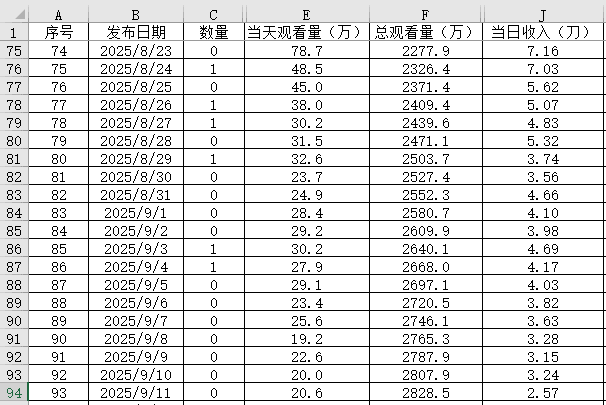 A B C E F J
1 序号 发布日期 数量 当天观看量（万） 总观看量（万） 当日收入（刀）
75 74 2025/8/23 0 78.7 2277.9 7.16
76 75 2025/8/24 1 48.5 2326.4 7.03
77 76 2025/8/25 0 45.0 2371.4 5.62
78 77 2025/8/26 1 38.0 2409.4 5.07
79 78 2025/8/27 1 30.2 2439.6 4.83
80 79 2025/8/28 0 31.5 2471.1 5.32
81 80 2025/8/29 1 32.6 2503.7 3.74
82 81 2025/8/30 0 23.7 2527.4 3.56
83 82 2025/8/31 0 24.9 2552.3 4.66
84 83 2025/9/1 0 28.4 2580.7 4.10
85 84 2025/9/2 0 29.2 2609.9 3.98
86 85 2025/9/3 1 30.2 2640.1 4.69
87 86 2025/9/4 1 27.9 2668.0 4.17
88 87 2025/9/5 0 29.1 2697.1 4.03
89 88 2025/9/6 0 23.4 2720.5 3.82
90 89 2025/9/7 0 25.6 2746.1 3.63
91 90 2025/9/8 0 19.2 2765.3 3.28
92 91 2025/9/9 0 22.6 2787.9 3.15
93 92 2025/9/10 0 20.0 2807.9 3.24
94 93 2025/9/11 0 20.6 2828.5 2.57